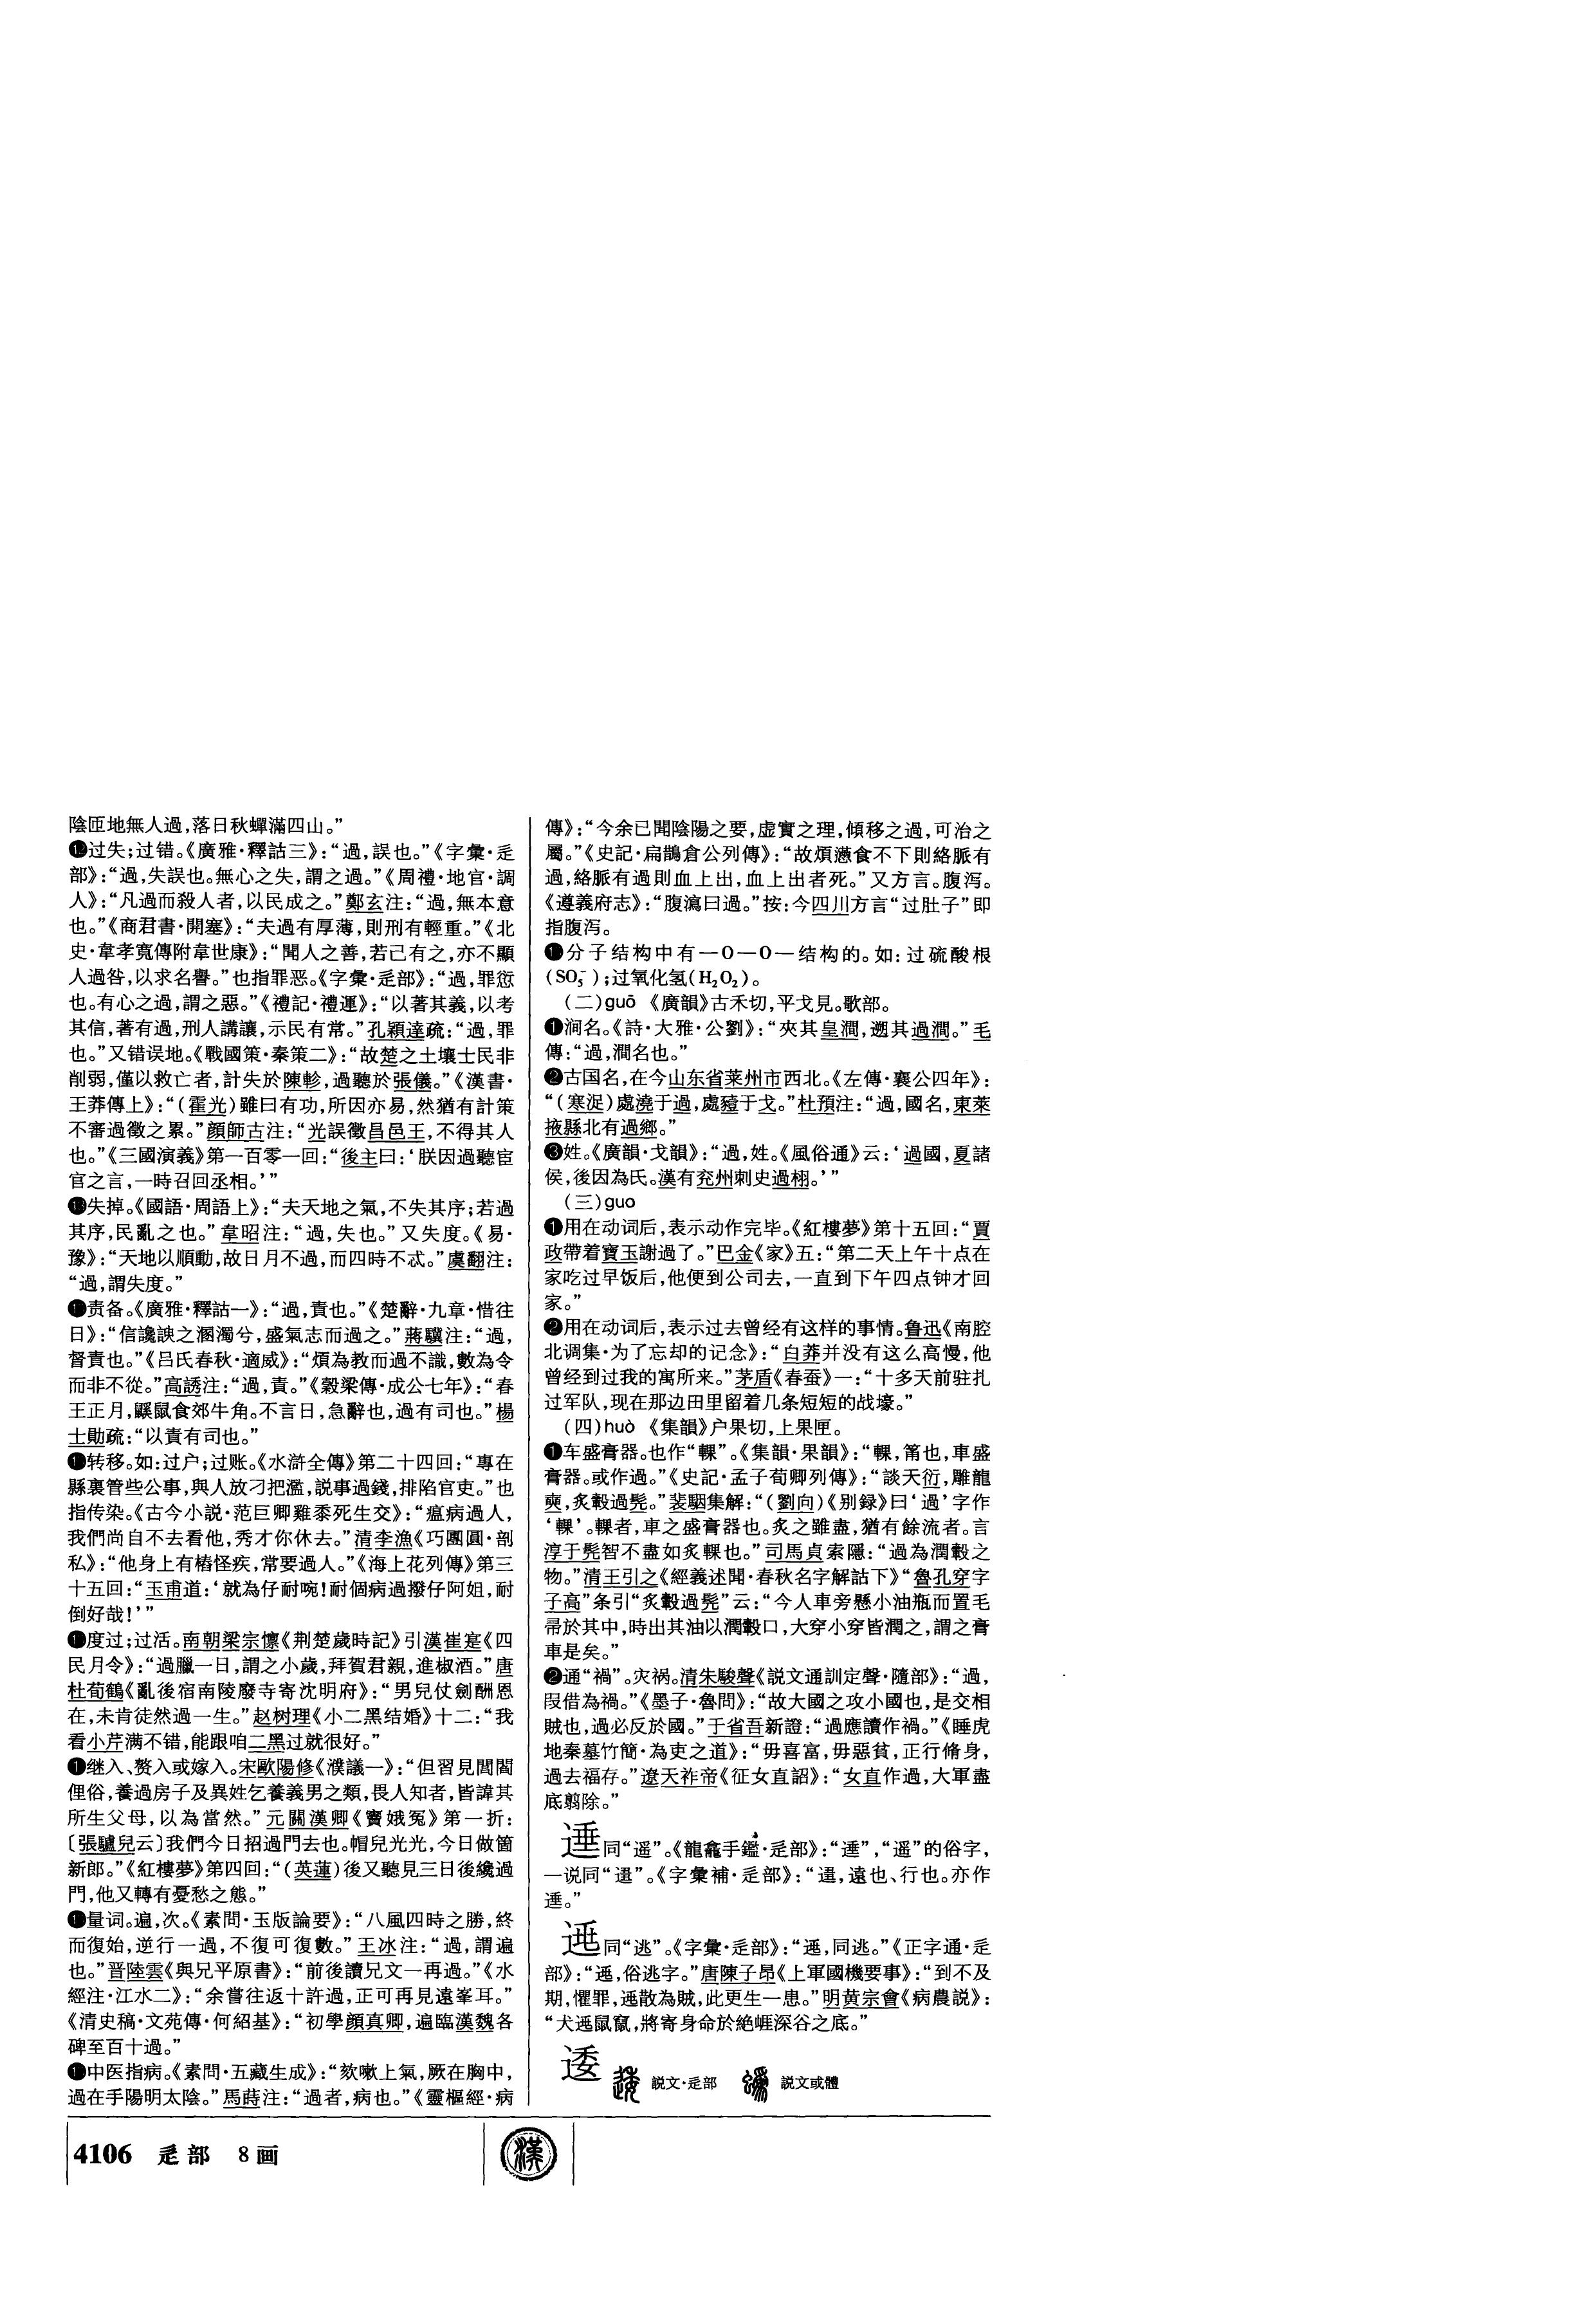 陰匝地無人過，落日秋蟬滿四山。”
⓬过失；过错。《廣雅·釋詁三》：“過，誤也。”《字彙·辵
部》：“過，失誤也。無心之失，謂之過。”《周禮·地官·調
人》：“凡過而殺人者，以民成之。”鄭玄注：“過，無本意
也。”《商君書·開塞》：“夫過有厚薄，則刑有輕重。”《北
史·韋孝寬傳附韋世康》：“聞人之善，若己有之，亦不顯
人過咎，以求名譽。”也指罪恶。《字彙·辵部》：“過，罪愆
也。有心之過，謂之惡。”《禮記·禮運》：“以著其義，以考
其信，著有過，刑人講讓，示民有常。”孔穎達疏：“過，罪
也。”又错误地。《戰國策·秦策二》：“故楚之土壤士民非
削弱，僅以救亡者，計失於陳軫，過聽於張儀。”《漢書·
王莽傳上》：“（霍光）雖曰有功，所因亦易，然猶有計策
不審過徵之累。”顔師古注：“光誤徵昌邑王，不得其人
也。”《三國演義》第一百零一回：“後主曰：‘朕因過聽宦
官之言，一時召回丞相。’”
⓭失掉。《國語·周語上》：“夫天地之氣，不失其序；若過
其序，民亂之也。”韋昭注：“過，失也。”又失度。《易·
豫》：“天地以順動，故日月不過，而四時不忒。”虞翻注：
“過，謂失度。”
責备。《廣雅·釋詁一》：“過，責也。”《楚辭·九章·惜往
日》：“信讒諛之溷濁兮，盛氣志而過之。”蔣驥注：“過，
督責也。”《吕氏春秋·適威》：“煩為教而過不識，數為令
而非不從。”高誘注：“過，責。”《穀梁傳·成公七年》：“春
王正月，鼷鼠食郊牛角。不言日，急辭也，過有司也。”楊
士勛疏：“以責有司也。”
转移。如：过户；过账。《水滸全傳》第二十四回：“專在
縣裏管些公事，與人放刁把濫，説事過錢，排陷官吏。”也
指传染。《古今小説·范巨卿雞黍死生交》：“瘟病過人，
我們尚自不去看他，秀才你休去。”清李漁《巧團圓·剖
私》：“他身上有樁怪疾，常要過人。”《海上花列傳》第三
十五回：“玉甫道：‘就為仔耐啘！耐個病過撥仔阿姐，耐
倒好哉！’”
度过；过活。南朝梁宗懔《荆楚歲時記》引漢崔寔《四
民月令》：“過臘一日，謂之小歲，拜賀君親，進椒酒。”唐
杜荀鶴《亂後宿南陵廢寺寄沈明府》：“男兒仗劍酬恩
在，未肯徒然過一生。”赵树理《小二黑结婚》十二：“我
看小芹满不错，能跟咱二黑过就很好。”
继入、赘入或嫁入。宋歐陽修《濮議一》：“但習見閭閻
俚俗，養過房子及異姓乞養義男之類，畏人知者，皆諱其
所生父母，以為當然。”元關漢卿《竇娥冤》第一折：
〔張驢兒云〕我們今日招過門去也。帽兒光光，今日做箇
新郎。”《紅樓夢》第四回：“（英蓮）後又聽見三日後纔過
門，他又轉有憂愁之態。”
量词。遍，次。《素問·玉版論要》：“八風四時之勝，終
而復始，逆行一過，不復可復數。”王冰注：“過，謂遍
也。”晋陸雲《與兄平原書》：“前後讀兄文一再過。”《水
經注·江水二》：“余嘗往返十許過，正可再見遠峯耳。”
《清史稿·文苑傳·何紹基》：“初學顔真卿，遍臨漢魏各
碑至百十過。”
中医指病。《素問·五藏生成》：“欬嗽上氣，厥在胸中，
過在手陽明太陰。”馬蒔注：“過者，病也。”《靈樞經·病
傳》：“今余已聞陰陽之要，虛實之理，傾移之過，可治之
屬。”《史記·扁鵲倉公列傳》：“故煩懣食不下則絡脈有
過，絡脈有過則血上出，血上出者死。”又方言。腹泻。
《遵義府志》：“腹瀉曰過。”按：今四川方言“过肚子”即
指腹泻。
分子结构中有—O—O—结构的。如：过硫酸根
（SO₅⁻）；过氧化氢（H₂O₂）。
（二）guō 《廣韻》古禾切，平戈見。歌部。
❶涧名。《詩·大雅·公劉》：“夾其皇澗，遡其過澗。”毛
傳：“過，澗名也。”
❷古国名，在今山东省莱州市西北。《左傳·襄公四年》：
“（寒浞）處澆于過，處豷于戈。”杜預注：“過，國名，東萊
掖縣北有過鄉。”
❸姓。《廣韻·戈韻》：“過，姓。《風俗通》云：‘過國，夏諸
侯，後因為氏。漢有兖州刺史過栩。’”
（三）guo
❶用在动词后，表示动作完毕。《紅樓夢》第十五回：“賈
政帶着寶玉謝過了。”巴金《家》五：“第二天上午十点在
家吃过早饭后，他便到公司去，一直到下午四点钟才回
家。”
❷用在动词后，表示过去曾经有这样的事情。鲁迅《南腔
北调集·为了忘却的记念》：“白莽并没有这么高慢，他
曾经到过我的寓所来。”茅盾《春蚕》一：“十多天前驻扎
过军队，现在那边田里留着几条短短的战壕。”
（四）huò 《集韻》户果切，上果匣。
❶车盛膏器。也作“輠”。《集韻·果韻》：“輠，筩也，車盛
膏器。或作過。”《史記·孟子荀卿列傳》：“談天衍，雕龍
奭，炙轂過髡。”裴駰集解：“（劉向）《别録》曰‘過’字作
‘輠’。輠者，車之盛膏器也。炙之雖盡，猶有餘流者。言
淳于髡智不盡如炙輠也。”司馬貞索隱：“過為潤轂之
物。”清王引之《經義述聞·春秋名字解詁下》“魯孔穿字
子高”条引“炙轂過髡”云：“今人車旁懸小油瓶而置毛
帚於其中，時出其油以潤轂口，大穿小穿皆潤之，謂之膏
車是矣。”
❷通“禍”。灾祸。清朱駿聲《説文通訓定聲·隨部》：“過，
叚借為禍。”《墨子·魯問》：“故大國之攻小國也，是交相
賊也，過必反於國。”于省吾新證：“過應讀作禍。”《睡虎
地秦墓竹簡·為吏之道》：“毋喜富，毋惡貧，正行脩身，
過去福存。”遼天祚帝《征女直詔》：“女直作過，大軍盡
底翦除。”
同“遥”。《龍龕手鑑·辵部》：“”，“遥”的俗字，
一说同“”。《字彙補·辵部》：“，遠也、行也。亦作
。”
同“逃”。《字彙·辵部》：“，同逃。”《正字通·辵
部》：“，俗逃字。”唐陳子昂《上軍國機要事》：“到不及
期，懼罪，散為賊，此更生一患。”明黄宗會《病農説》：
“犬鼠竄，將寄身命於絶崕深谷之底。”
逶 説文·辵部 説文或體
4106 辵部 8画
漢